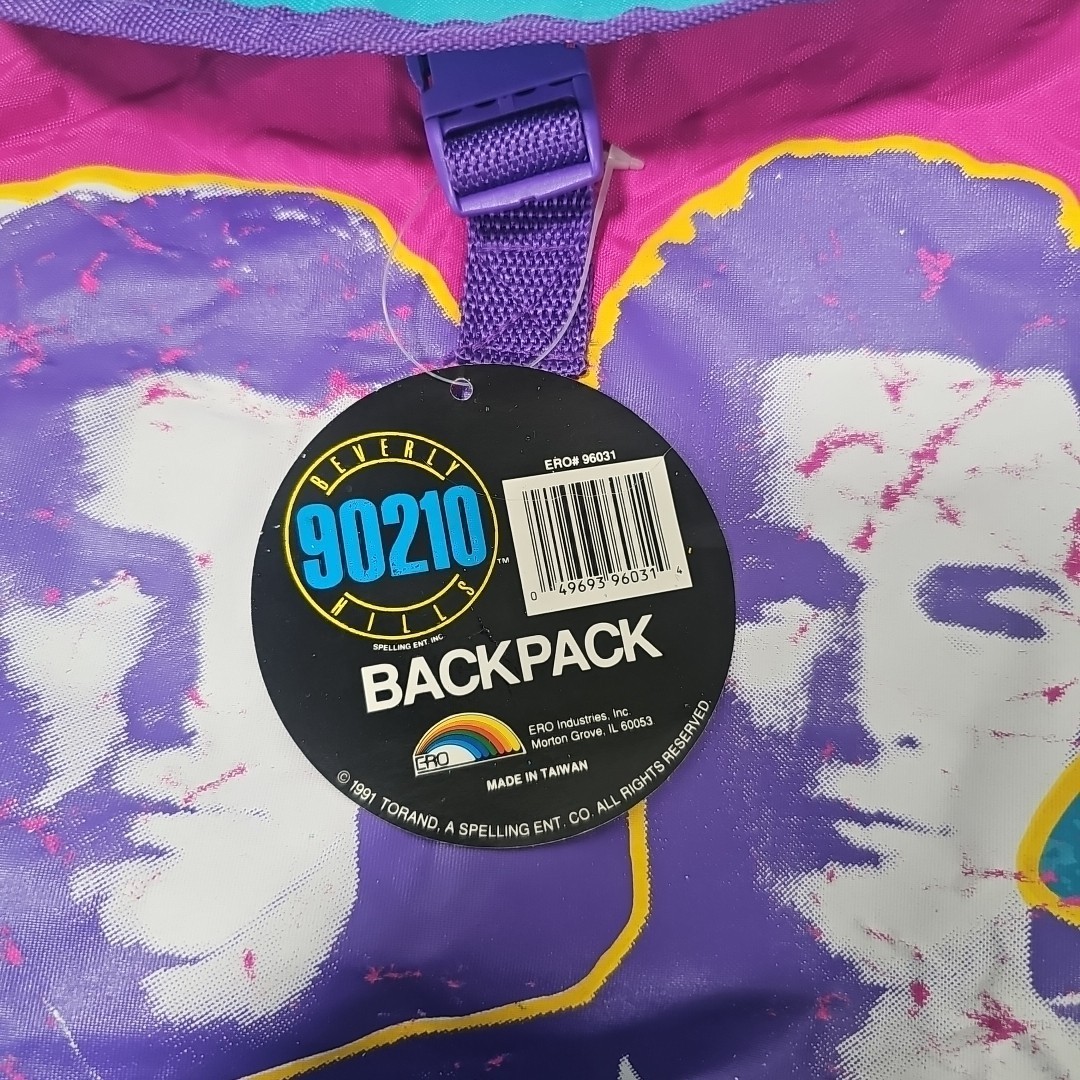 BEVERLY
90210
HILLS
TM
SPELLING ENT. INC.
ERO# 96031
0 49693 96031 4
BACKPACK
ERO
ERO Industries, Inc.
Morton Grove, IL 60053
MADE IN TAIWAN
© 1991 TORAND, A SPELLING ENT. CO. ALL RIGHTS RESERVED